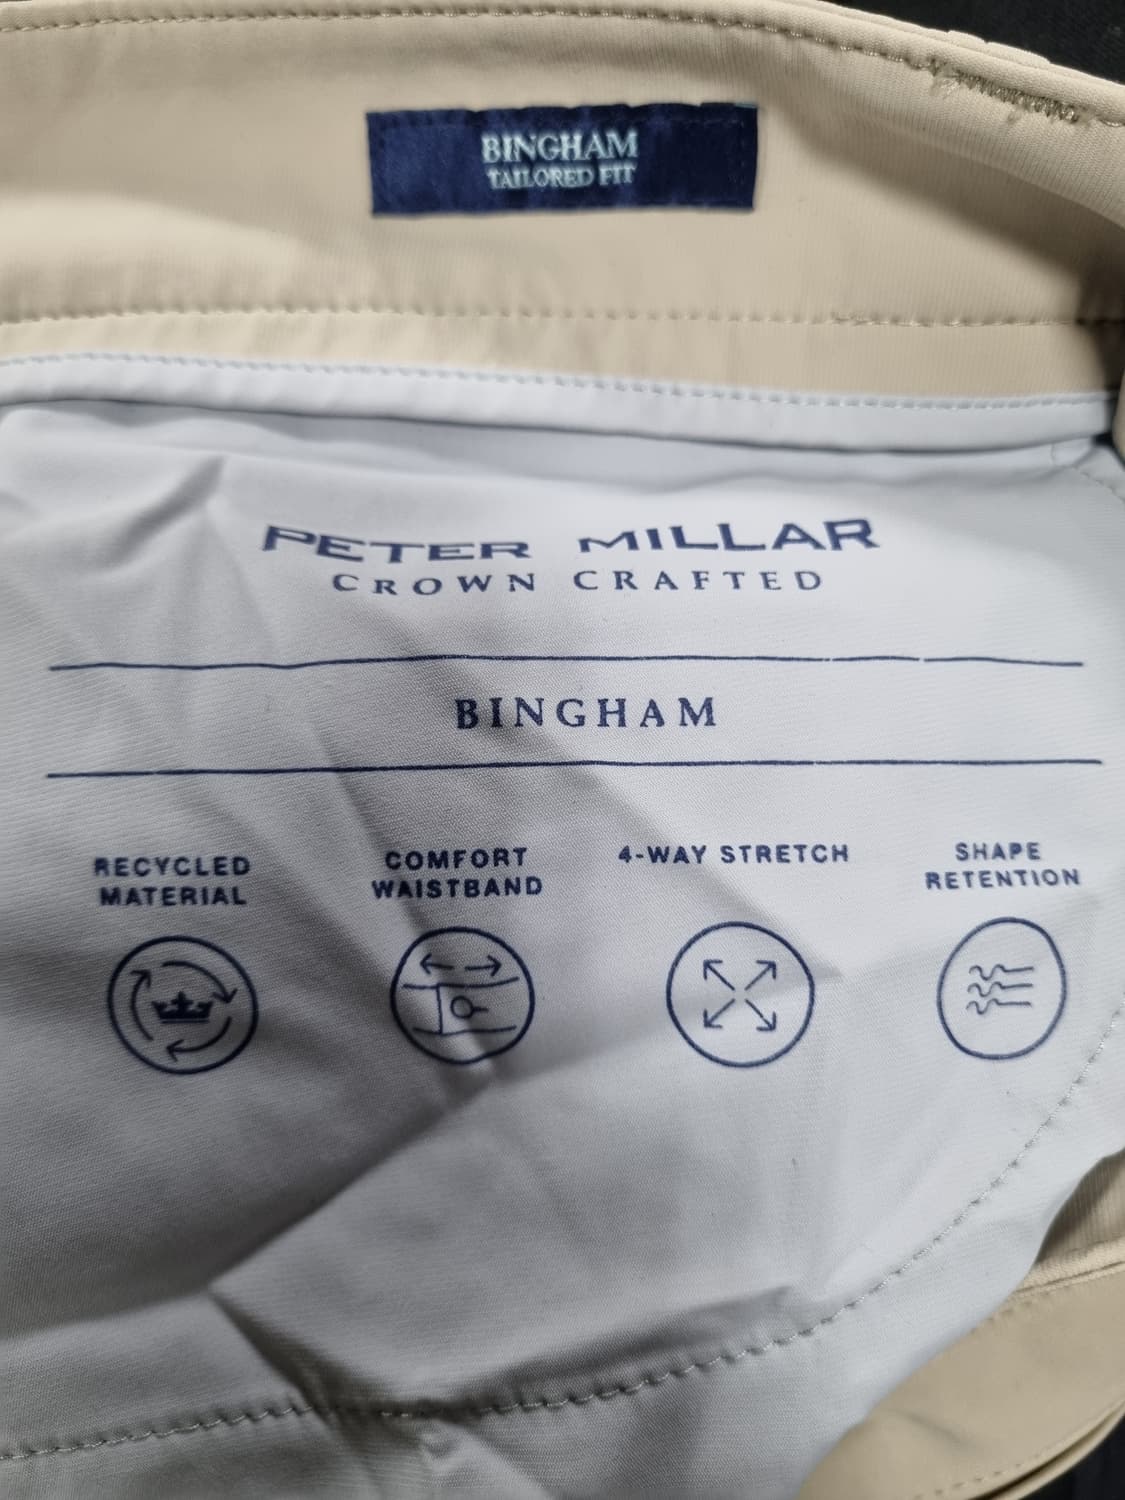 BINGHAM
TAILORED FIT
PETER MILLAR
CROWN CRAFTED
BINGHAM
RECYCLED
MATERIAL
COMFORT
WAISTBAND
4-WAY STRETCH
SHAPE
RETENTION